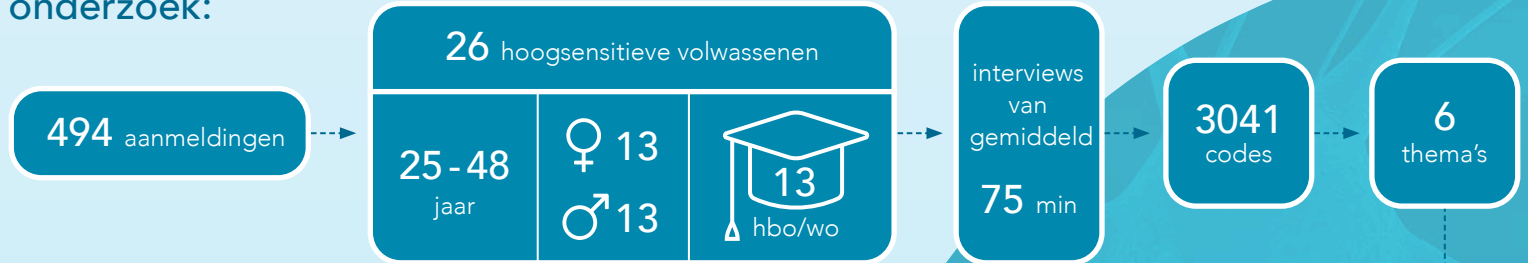 onderzoek:
494 aanmeldingen
26 hoogsensitieve volwassenen
25-48
jaar
♀ 13
♂ 13
13
hbo/wo
interviews
van
gemiddeld
75 min
3041
codes
6
thema's